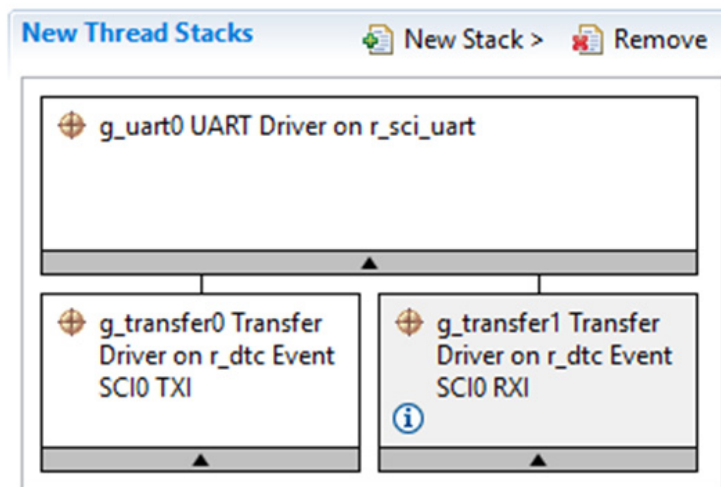 New Thread Stacks
New Stack >
Remove
g_uart0 UART Driver on r_sci_uart
g_transfer0 Transfer
Driver on r_dtc Event
SCI0 TXI
g_transfer1 Transfer
Driver on r_dtc Event
SCI0 RXI